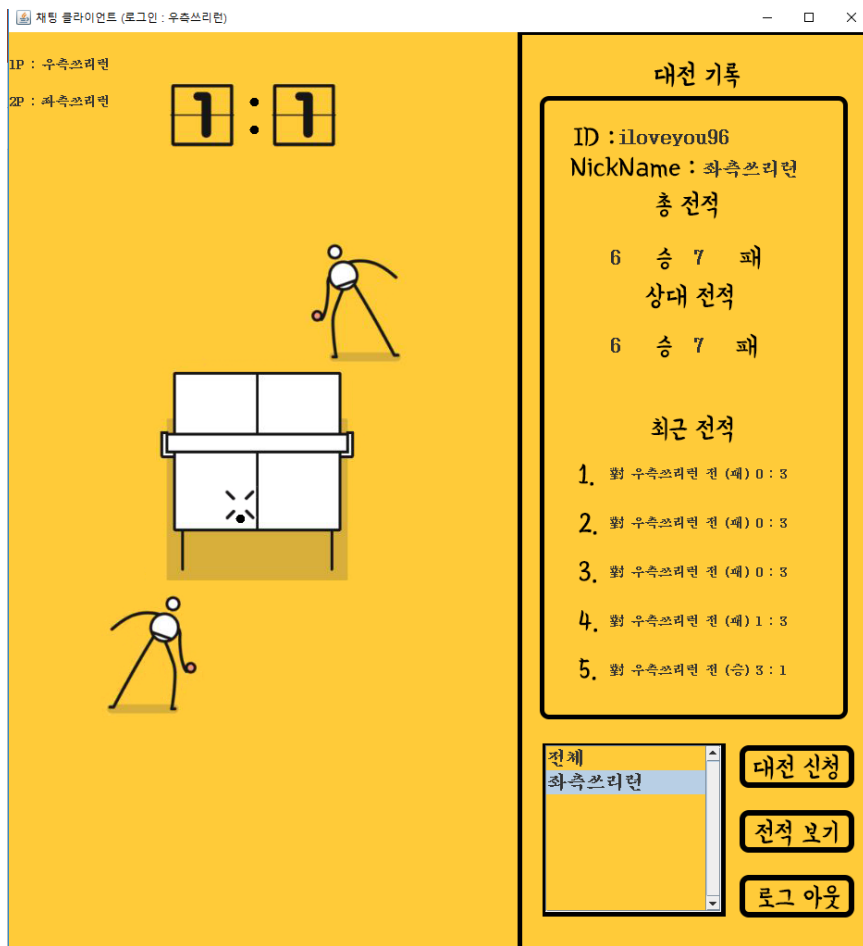 채팅 클라이언트 (로그인 : 우측쓰리런)
1P : 우측쓰리런
2P : 좌측쓰리런
1 : 1
대전 기록
ID : iloveyou96
NickName : 좌측쓰리런
총 전적
6 승 7 패
상대 전적
6 승 7 패
최근 전적
1. 對 우측쓰리런 전 (패) 0 : 3
2. 對 우측쓰리런 전 (패) 0 : 3
3. 對 우측쓰리런 전 (패) 0 : 3
4. 對 우측쓰리런 전 (패) 1 : 3
5. 對 우측쓰리런 전 (승) 3 : 1
전체
좌측쓰리런
대전 신청
전적 보기
로그 아웃